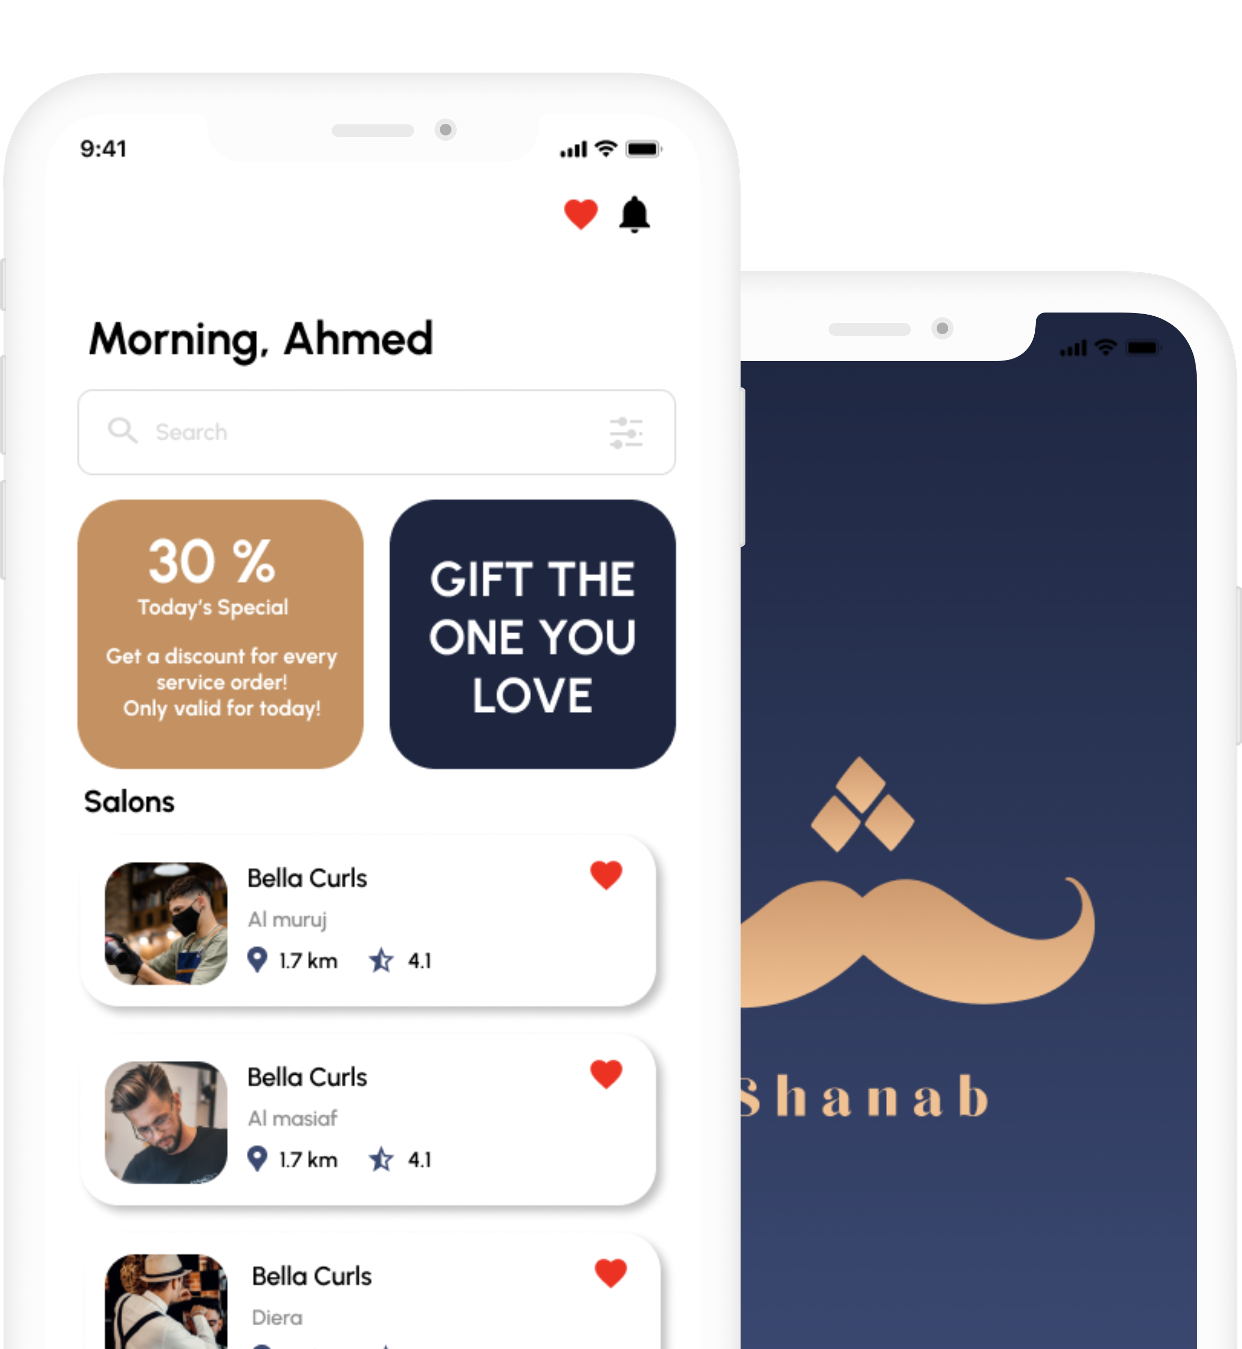 9:41
Morning, Ahmed
Search
30 %
Today's Special
Get a discount for every
service order!
Only valid for today!
GIFT THE
ONE YOU
LOVE
Salons
Bella Curls
Al muruj
1.7 km 4.1
Bella Curls
Al masiaf
1.7 km 4.1
Bella Curls
Diera
Shanab